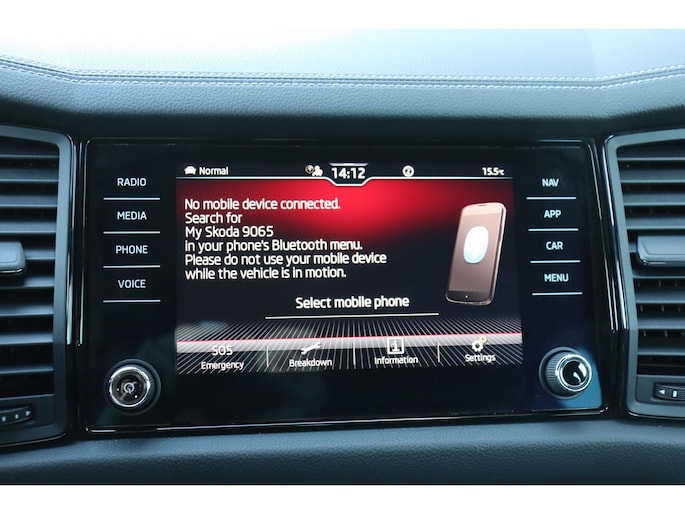 Normal
14:12
15.5°C
RADIO
MEDIA
PHONE
VOICE
No mobile device connected.
Search for
My Skoda 9065
in your phone's Bluetooth menu.
Please do not use your mobile device
while the vehicle is in motion.
Select mobile phone
SOS
Emergency
Breakdown
Information
Settings
NAV
APP
CAR
MENU